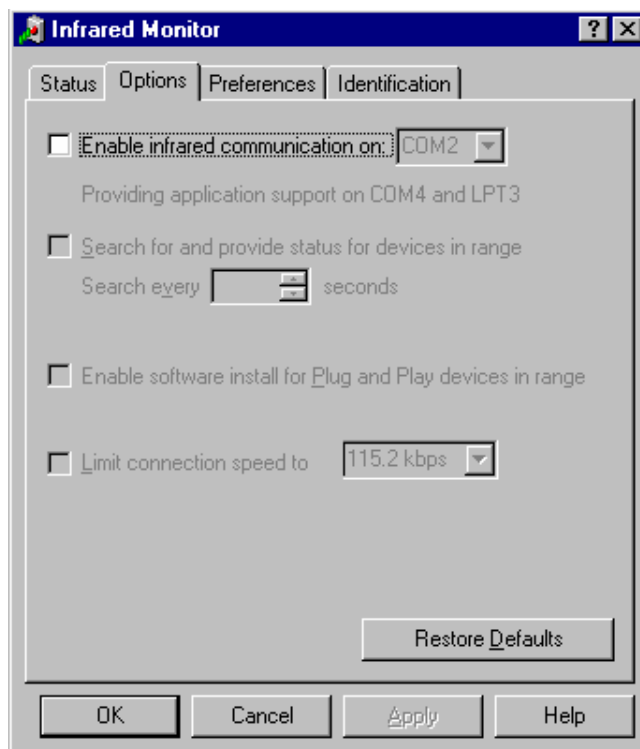 Infrared Monitor
Status Options Preferences Identification
Enable infrared communication on: COM2
Providing application support on COM4 and LPT3
Search for and provide status for devices in range
Search every seconds
Enable software install for Plug and Play devices in range
Limit connection speed to 115.2 kbps
Restore Defaults
OK Cancel Apply Help